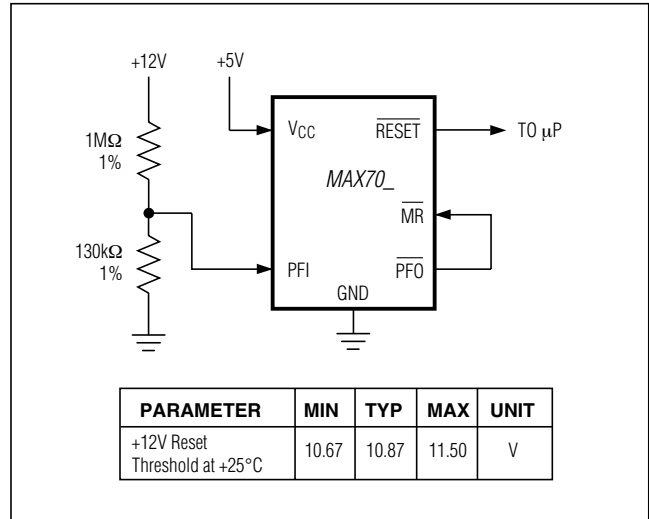 +12V +5V
1MΩ
1%
VCC RESET TO µP
MAX70_
MR
130kΩ
1%
PFI PFO
GND
PARAMETER MIN TYP MAX UNIT
+12V Reset
Threshold at +25°C 10.67 10.87 11.50 V